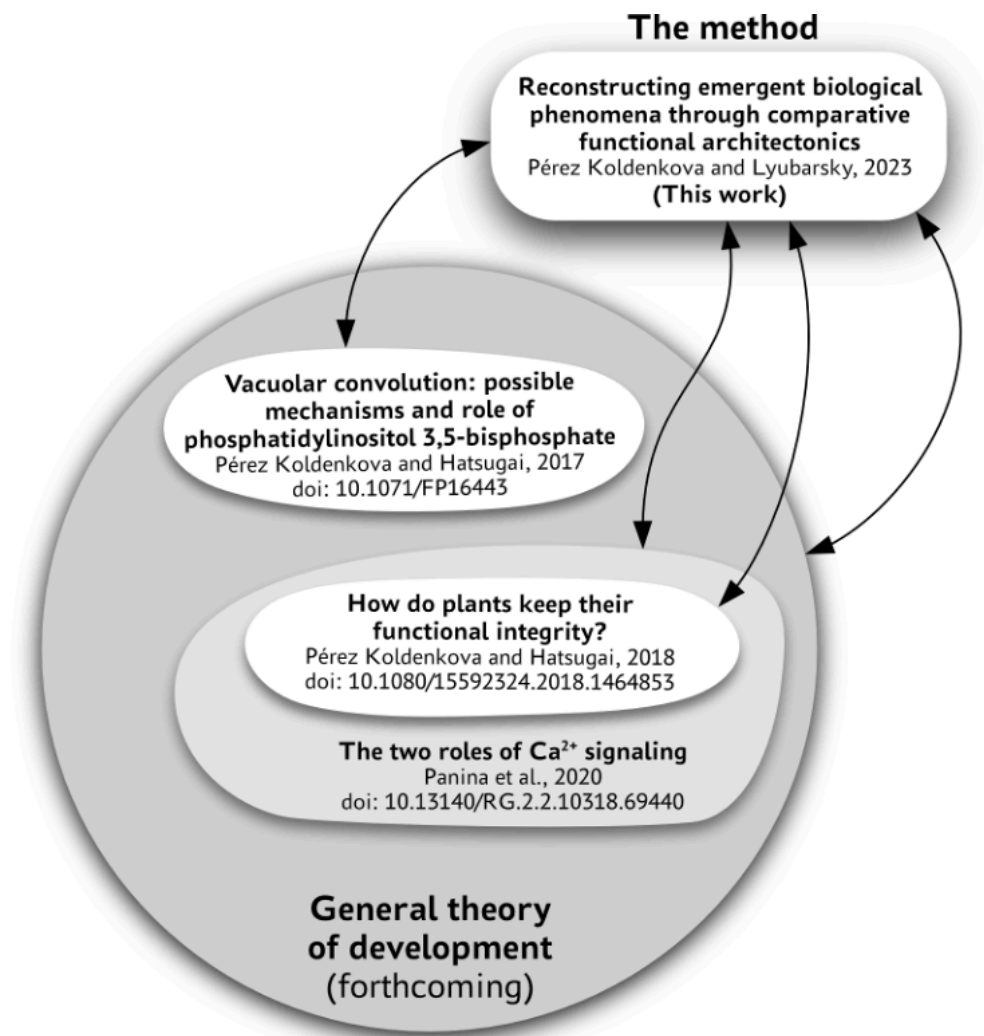 The method
Reconstructing emergent biological
phenomena through comparative
functional architectonics
Pérez Koldenkova and Lyubarsky, 2023
(This work)
Vacuolar convolution: possible
mechanisms and role of
phosphatidylinositol 3,5-bisphosphate
Pérez Koldenkova and Hatsugai, 2017
doi: 10.1071/FP16443
How do plants keep their
functional integrity?
Pérez Koldenkova and Hatsugai, 2018
doi: 10.1080/15592324.2018.1464853
The two roles of Ca²⁺ signaling
Panina et al., 2020
doi: 10.13140/RG.2.2.10318.69440
General theory
of development
(forthcoming)